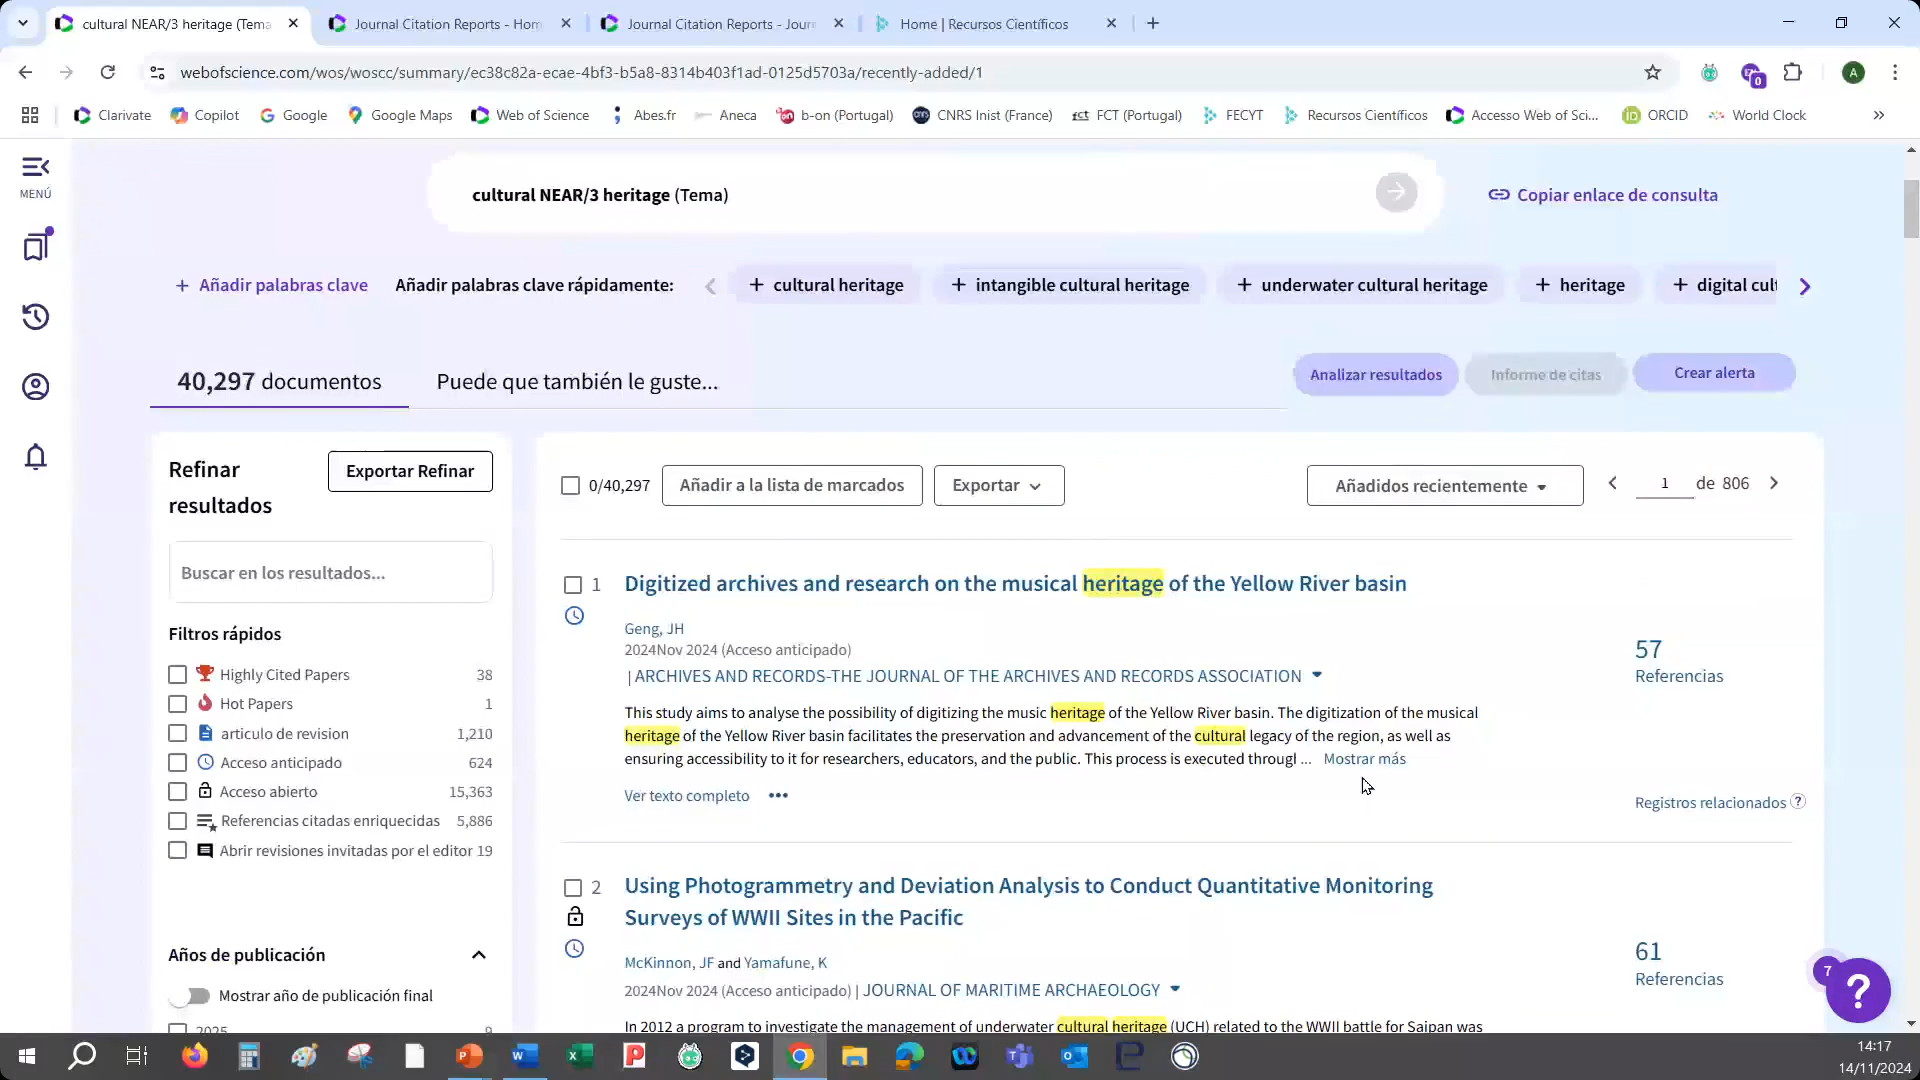 cultural NEAR/3 heritage (Tema
Journal Citation Reports - Hom
Journal Citation Reports - Jour
Home | Recursos Científicos
webofscience.com/wos/woscc/summary/ec38c82a-ecae-4bf3-b5a8-8314b403f1ad-0125d5703a/recently-added/1
A
0
Clarivate
Copilot
Google
Google Maps
Web of Science
Abes.fr
Aneca
b-on (Portugal)
CNRS Inist (France)
FCT (Portugal)
FECYT
Recursos Científicos
Acceso Web of Sci...
ORCID
World Clock
MENÚ
cultural NEAR/3 heritage (Tema)
Copiar enlace de consulta
+ Añadir palabras clave
Añadir palabras clave rápidamente:
+ cultural heritage
+ intangible cultural heritage
+ underwater cultural heritage
+ heritage
+ digital cult
40,297 documentos
Puede que también le guste...
Analizar resultados
Informe de citas
Crear alerta
Refinar resultados
Exportar Refinar
Buscar en los resultados...
Filtros rápidos
Highly Cited Papers 38
Hot Papers 1
articulo de revision 1,210
Acceso anticipado 624
Acceso abierto 15,363
Referencias citadas enriquecidas 5,886
Abrir revisiones invitadas por el editor 19
Años de publicación
Mostrar año de publicación final
2025 9
0/40,297
Añadir a la lista de marcados
Exportar
Añadidos recientemente
1 de 806
1
Digitized archives and research on the musical heritage of the Yellow River basin
Geng, JH
2024Nov 2024 (Acceso anticipado)
| ARCHIVES AND RECORDS-THE JOURNAL OF THE ARCHIVES AND RECORDS ASSOCIATION
This study aims to analyse the possibility of digitizing the music heritage of the Yellow River basin. The digitization of the musical
heritage of the Yellow River basin facilitates the preservation and advancement of the cultural legacy of the region, as well as
ensuring accessibility to it for researchers, educators, and the public. This process is executed througl ... Mostrar más
Ver texto completo
57
Referencias
Registros relacionados ?
2
Using Photogrammetry and Deviation Analysis to Conduct Quantitative Monitoring
Surveys of WWII Sites in the Pacific
McKinnon, JF and Yamafune, K
2024Nov 2024 (Acceso anticipado) | JOURNAL OF MARITIME ARCHAEOLOGY
In 2012 a program to investigate the management of underwater cultural heritage (UCH) related to the WWII battle for Saipan was
61
Referencias
7
?
14:17
14/11/2024